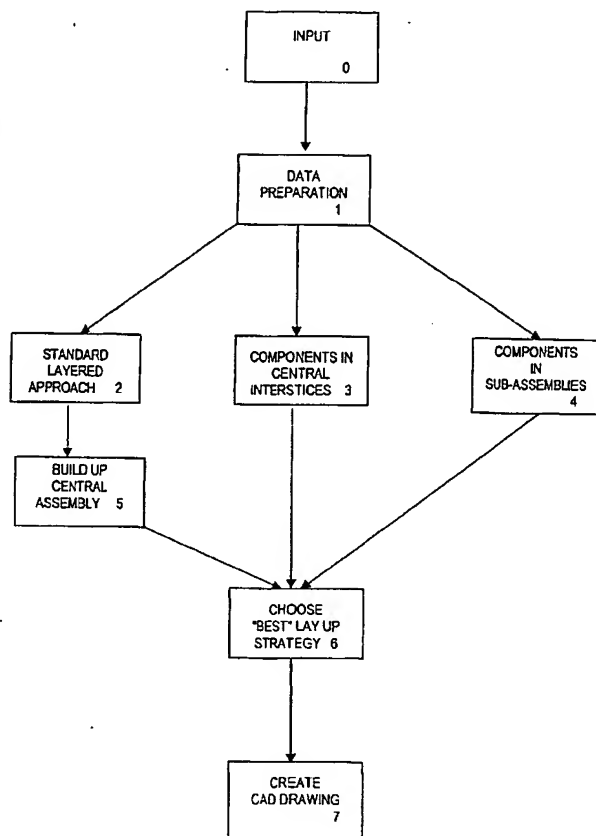 INPUT
0
DATA
PREPARATION
1
STANDARD
LAYERED
APPROACH 2
COMPONENTS IN
CENTRAL
INTERSTICES 3
COMPONENTS
IN
SUB-ASSEMBLIES
4
BUILD UP
CENTRAL
ASSEMBLY 5
CHOOSE
"BEST" LAY UP
STRATEGY 6
CREATE
CAD DRAWING
7